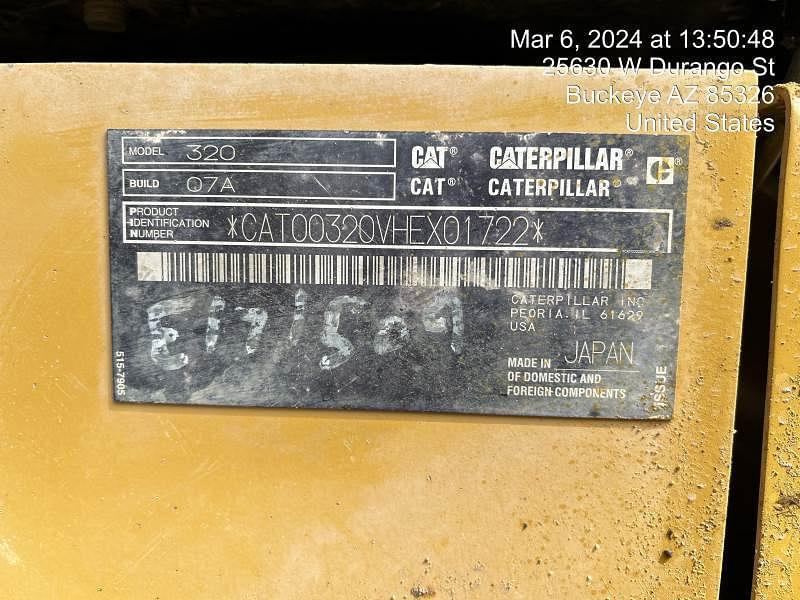 Mar 6, 2024 at 13:50:48
25630 W Durango St
Buckeye AZ 85326
United States
MODEL 320
CAT® CATERPILLAR®
BUILD 07A
CAT® CATERPILLAR®
PRODUCT
IDENTIFICATION
NUMBER
*CAT00320VHEX01722*
CATERPILLAR INC
PEORIA.IL 61629
USA
E171509
MADE IN JAPAN
OF DOMESTIC AND
FOREIGN COMPONENTS
515-7905
ISSUE